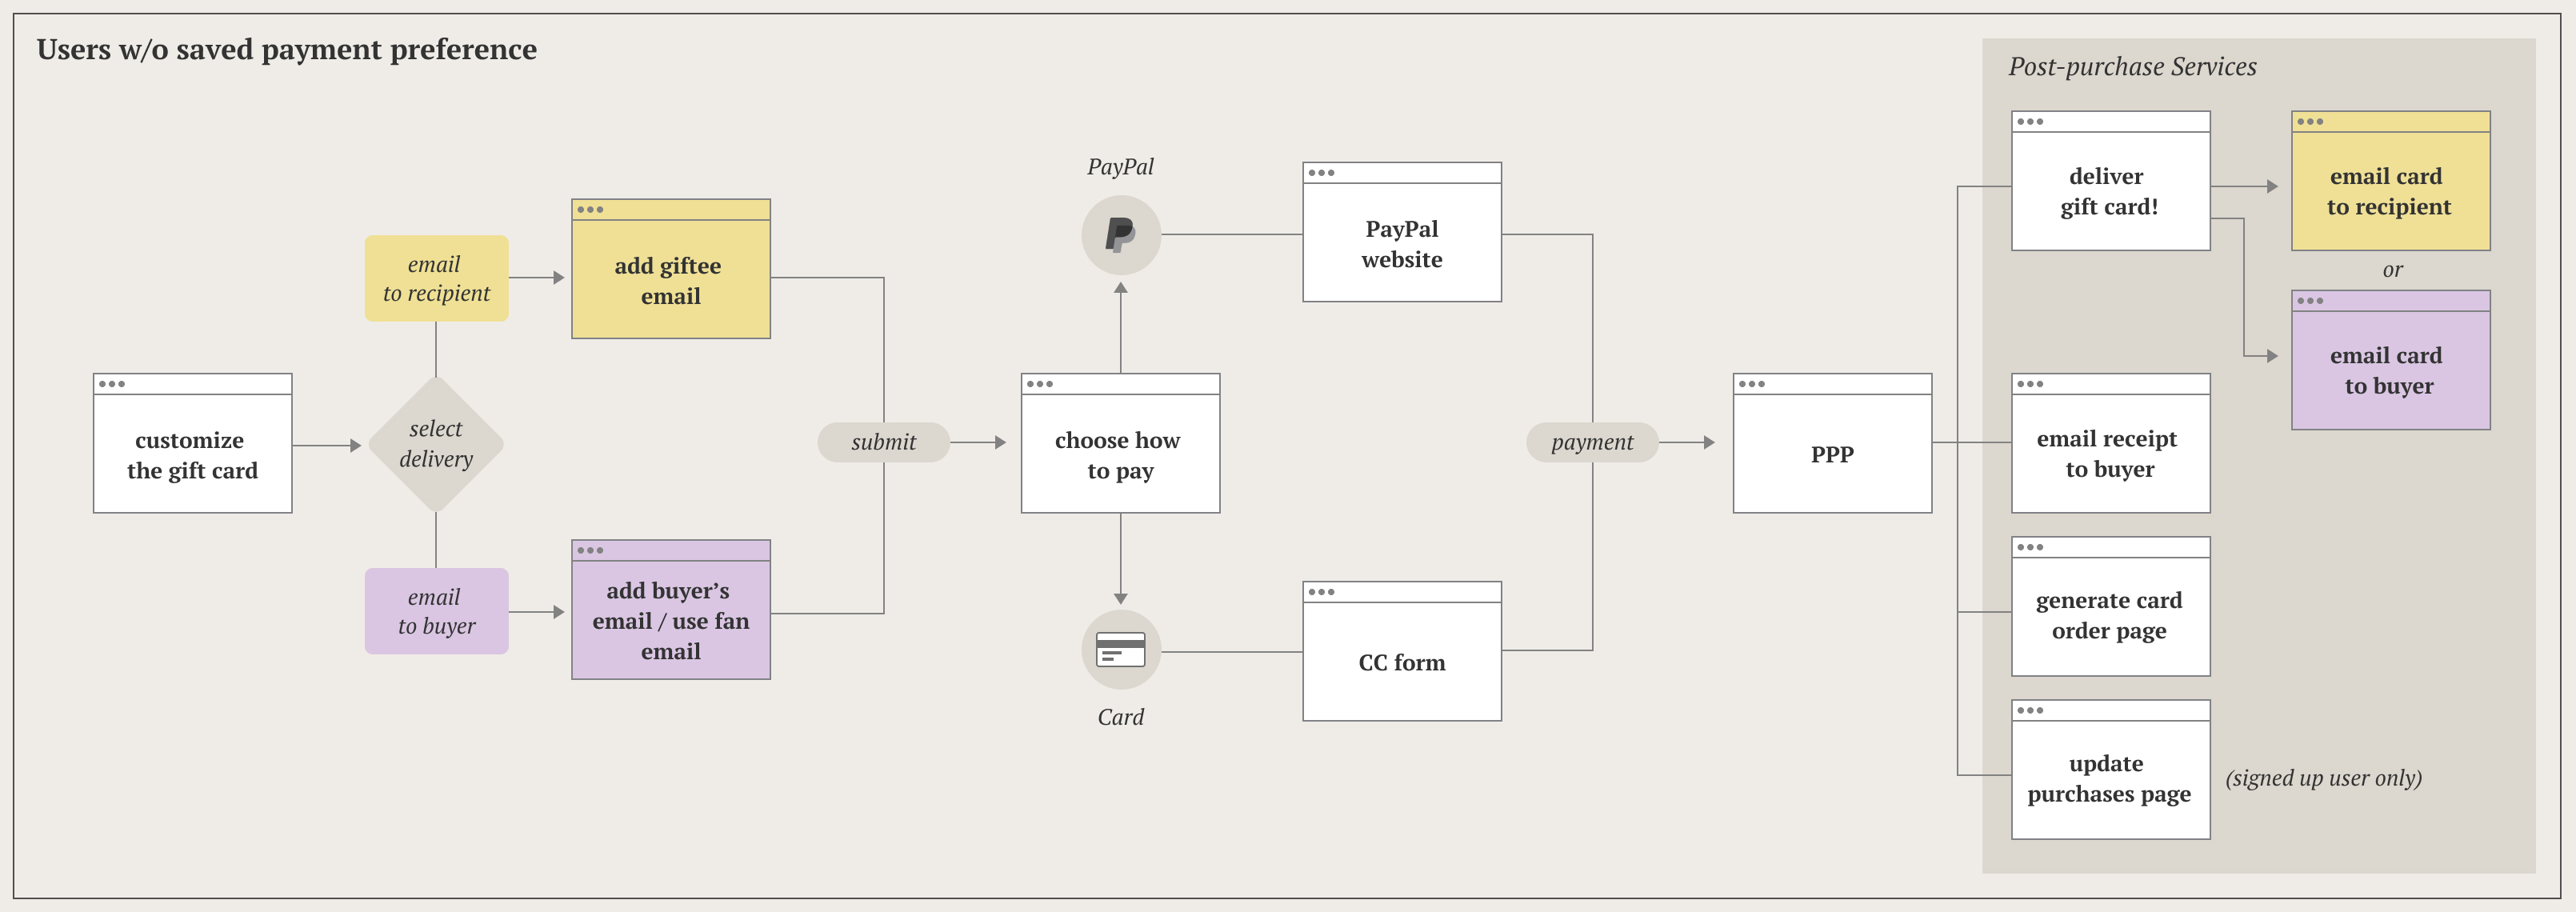 Users w/o saved payment preference
customize
the gift card
select
delivery
email
to recipient
add giftee
email
email
to buyer
add buyer’s
email / use fan
email
submit
choose how
to pay
PayPal
PayPal
website
Card
CC form
payment
PPP
Post-purchase Services
deliver
gift card!
email card
to recipient
or
email card
to buyer
email receipt
to buyer
generate card
order page
update
purchases page
(signed up user only)